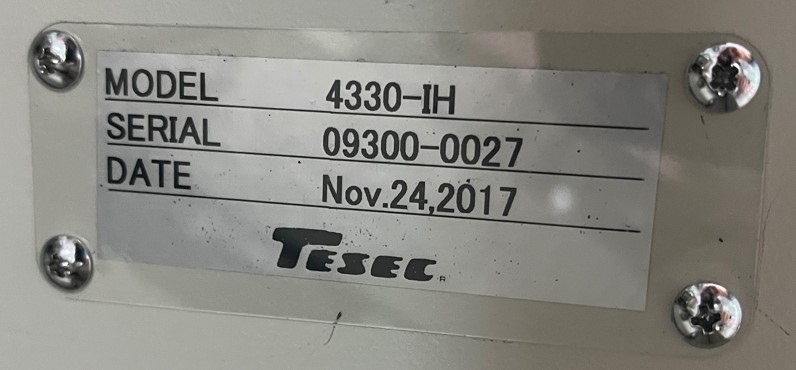 MODEL 4330-IH
SERIAL 09300-0027
DATE Nov.24,2017
TESEC R